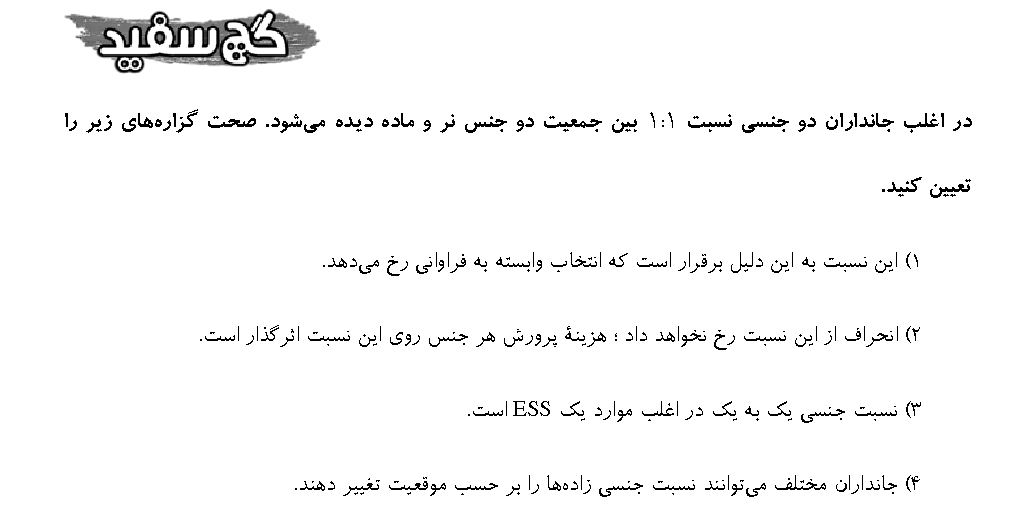 گچ سفید
در اغلب جانداران دو جنسی نسبت ۱:۱ بین جمعیت دو جنس نر و ماده دیده می‌شود. صحت گزاره‌های زیر را
تعیین کنید.
۱) این نسبت به این دلیل برقرار است که انتخاب وابسته به فراوانی رخ می‌دهد.
۲) انحراف از این نسبت رخ نخواهد داد ؛ هزینهٔ پرورش هر جنس روی این نسبت اثرگذار است.
۳) نسبت جنسی یک به یک در اغلب موارد یک ESS است.
۴) جانداران مختلف می‌توانند نسبت جنسی زاده‌ها را بر حسب موقعیت تغییر دهند.